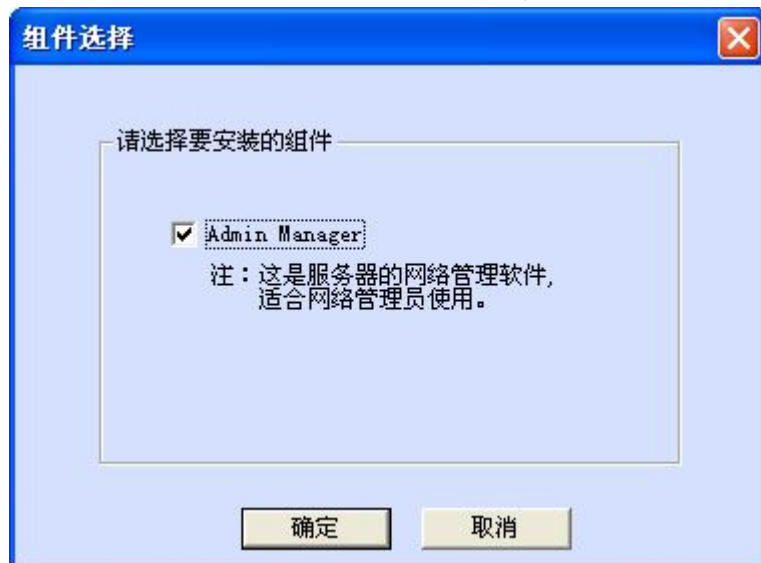 组件选择
请选择要安装的组件
Admin Manager
注：这是服务器的网络管理软件,
适合网络管理员使用。
确定
取消